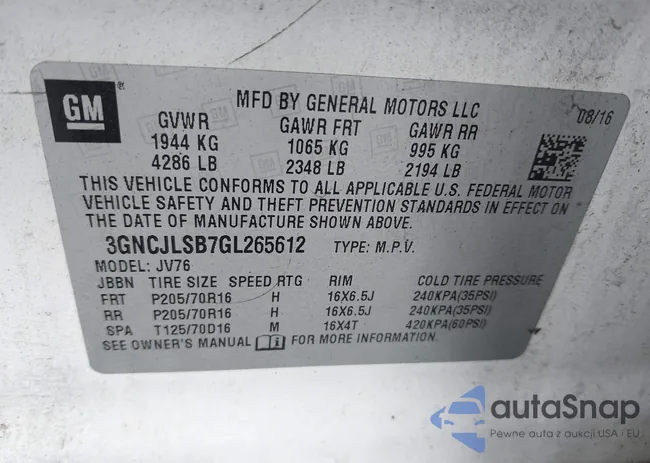 GM
MFD BY GENERAL MOTORS LLC
08/16
GVWR GAWR FRT GAWR RR
1944 KG 1065 KG 995 KG
4286 LB 2348 LB 2194 LB
THIS VEHICLE CONFORMS TO ALL APPLICABLE U.S. FEDERAL MOTOR
VEHICLE SAFETY AND THEFT PREVENTION STANDARDS IN EFFECT ON
THE DATE OF MANUFACTURE SHOWN ABOVE.
3GNCJLSB7GL265612 TYPE: M.P.V.
MODEL: JV76
JBBN TIRE SIZE SPEED RTG RIM COLD TIRE PRESSURE
FRT P205/70R16 H 16X6.5J 240KPA(35PSI)
RR P205/70R16 H 16X6.5J 240KPA(35PSI)
SPA T125/70D16 M 16X4T 420KPA(60PSI)
SEE OWNER'S MANUAL i FOR MORE INFORMATION.
autaSnap
Pewne auta z aukcji USA i EU